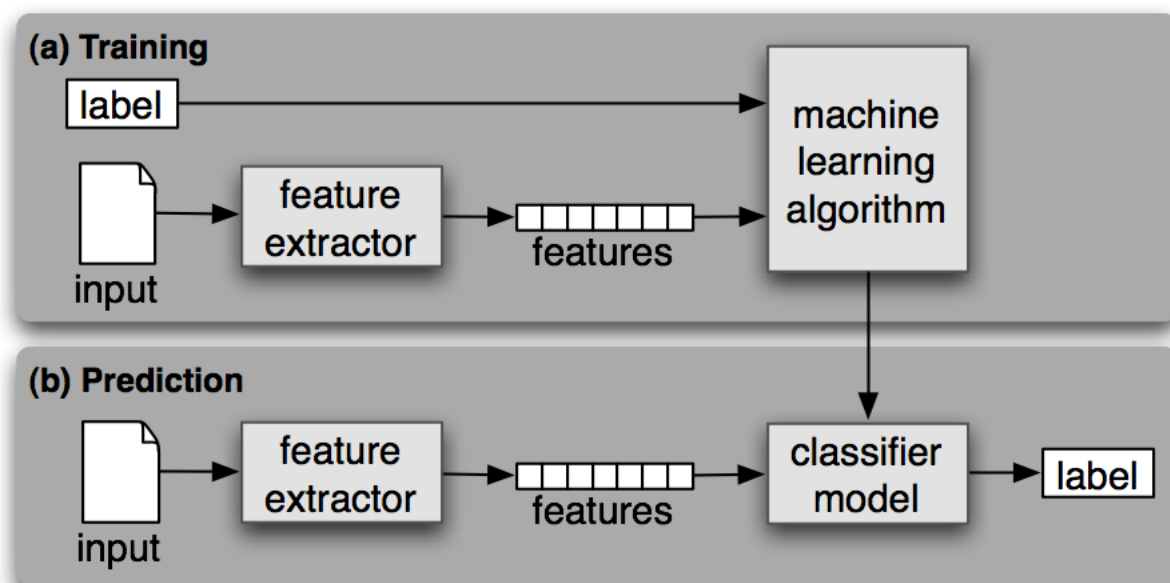 (a) Training
label
machine
learning
algorithm
feature
extractor
features
input
(b) Prediction
feature
extractor
features
input
classifier
model
label